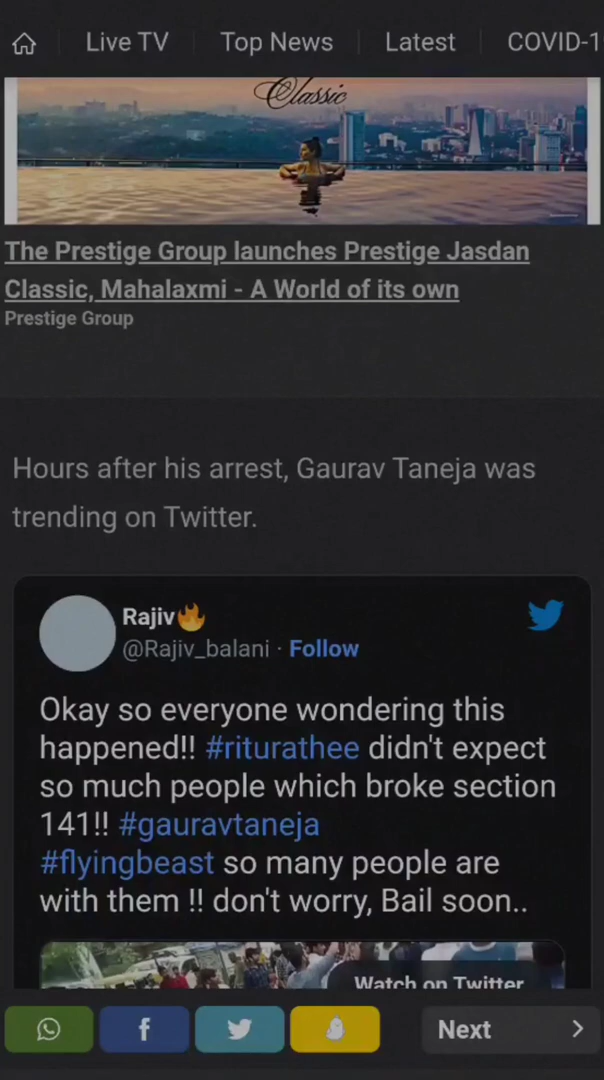 Live TV
Top News
Latest
COVID-1
Classic
The Prestige Group launches Prestige Jasdan
Classic, Mahalaxmi - A World of its own
Prestige Group
Hours after his arrest, Gaurav Taneja was
trending on Twitter.
Rajiv🔥
@Rajiv_balani · Follow
Okay so everyone wondering this
happened!! #riturathee didn't expect
so much people which broke section
141!! #gauravtaneja
#flyingbeast so many people are
with them !! don't worry, Bail soon..
Watch on Twitter
Next